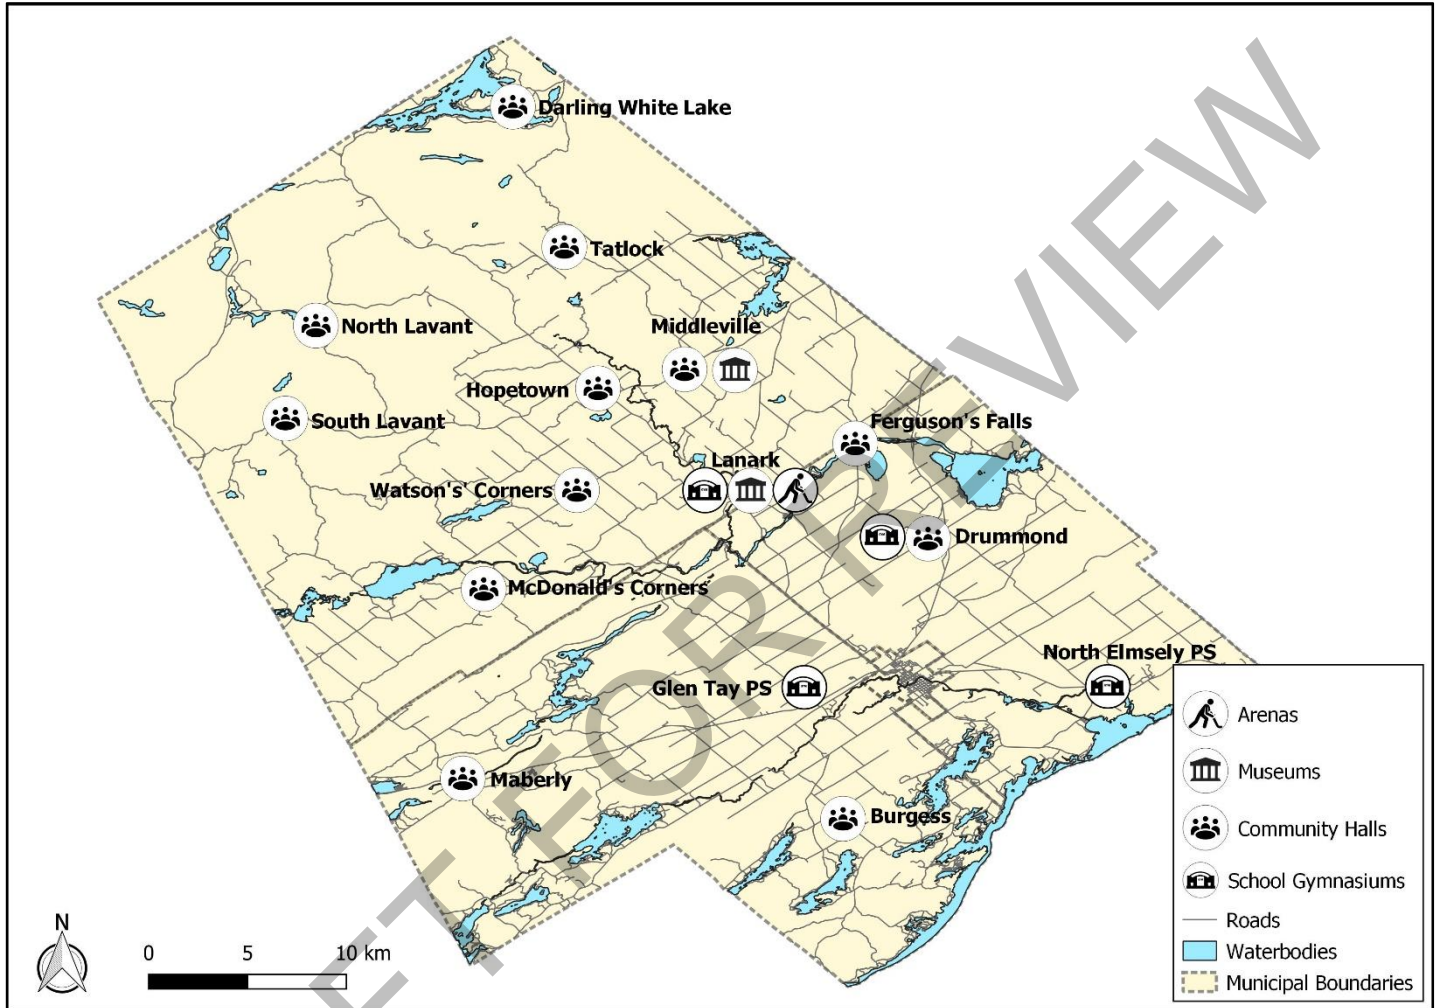 Darling White Lake
Tatlock
North Lavant
Middleville
Hopetown
South Lavant
Ferguson's Falls
Lanark
Watson's' Corners
Drummond
McDonald's Corners
North Elmsely PS
Glen Tay PS
Maberly
Burgess
Arenas
Museums
Community Halls
School Gymnasiums
Roads
Waterbodies
Municipal Boundaries
N
0 5 10 km
ET FOR REVIEW